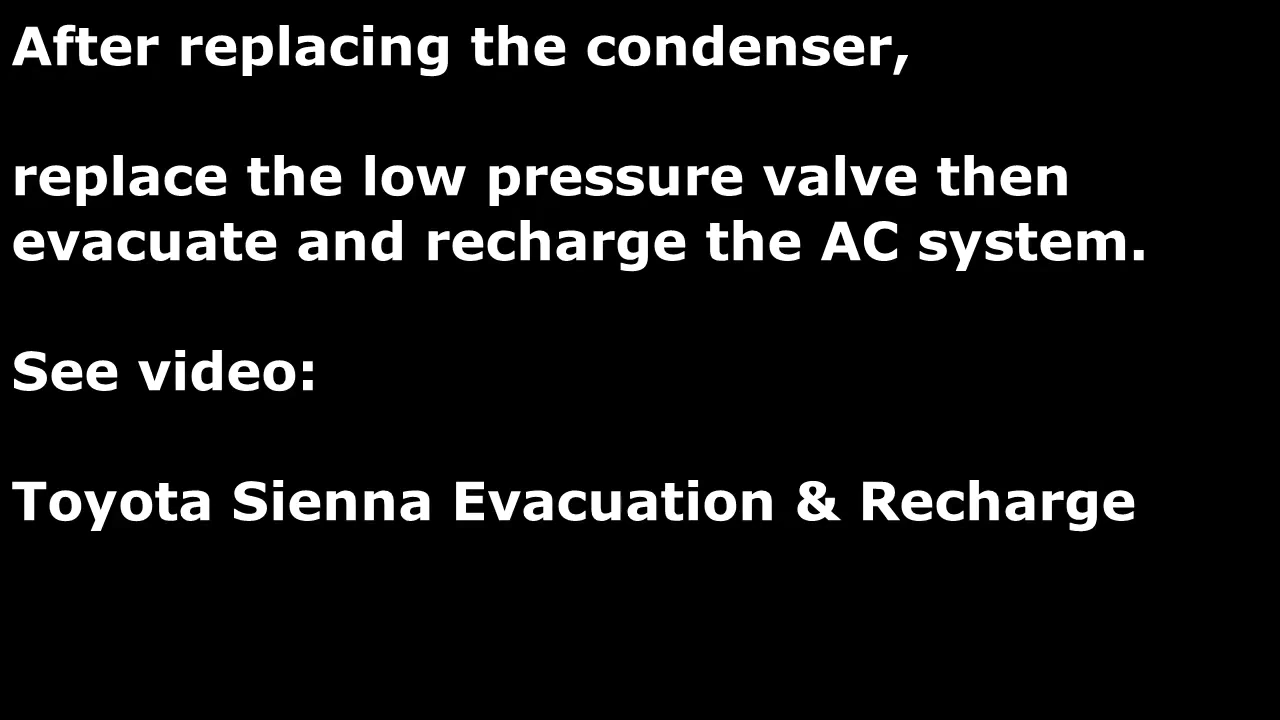 After replacing the condenser,
replace the low pressure valve then
evacuate and recharge the AC system.
See video:
Toyota Sienna Evacuation & Recharge